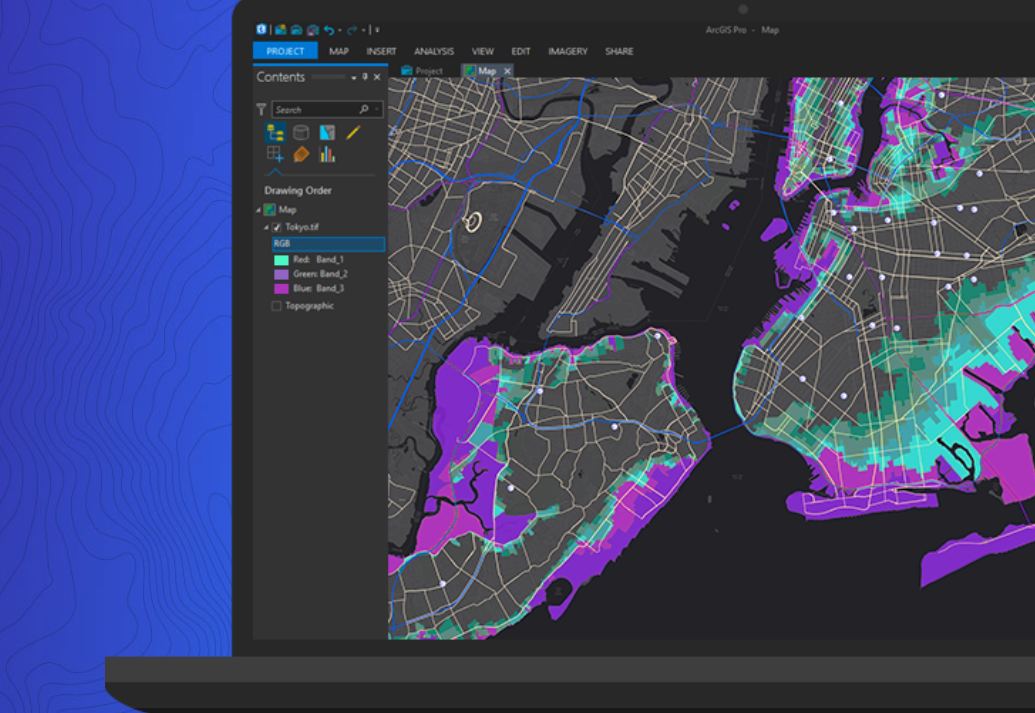 ArcGIS Pro - Map
PROJECT MAP INSERT ANALYSIS VIEW EDIT IMAGERY SHARE
Contents
Project
Map
Search
Drawing Order
Map
Tokyo.tif
RGB
Red: Band_1
Green: Band_2
Blue: Band_3
Topographic